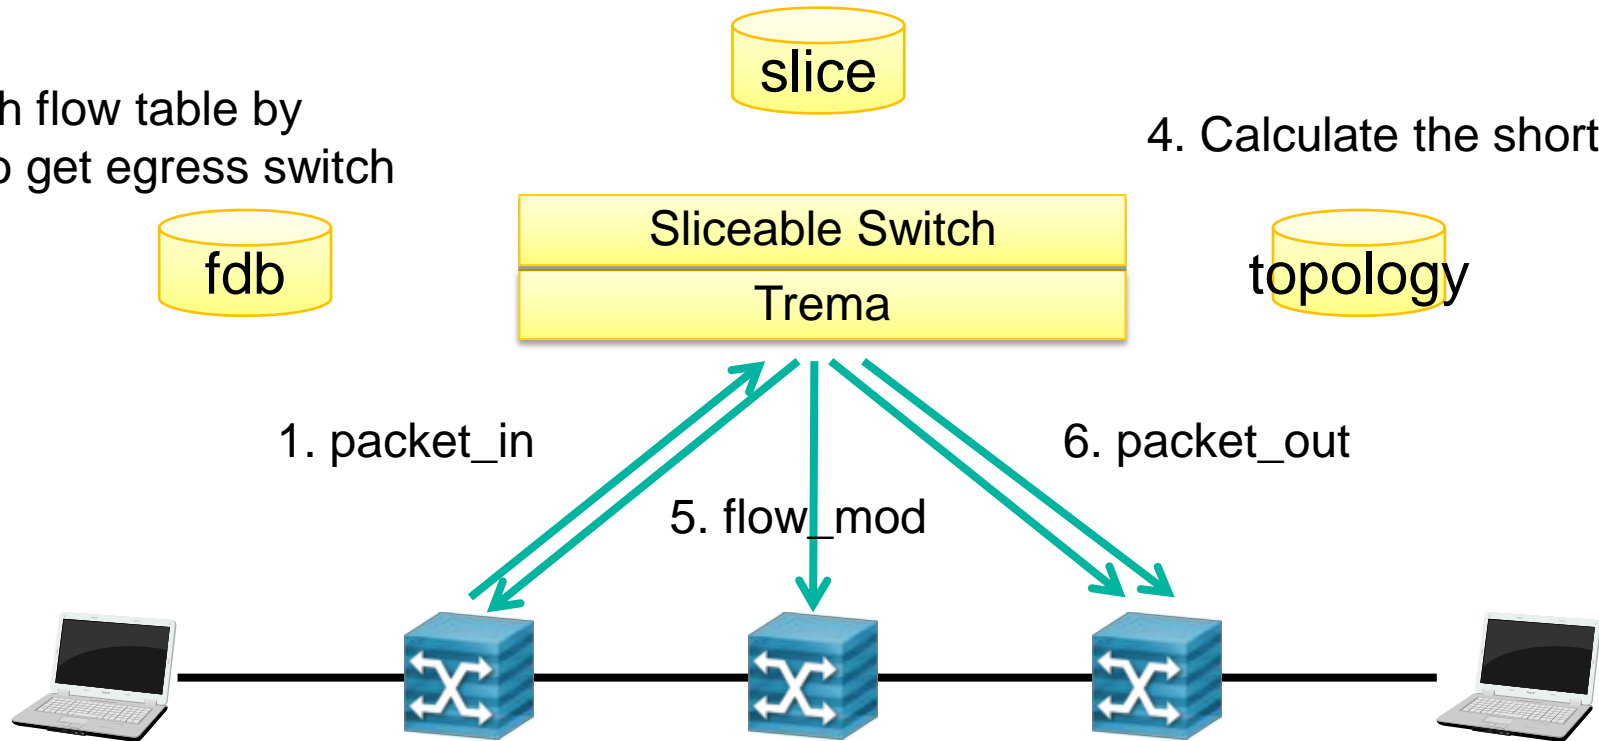 slice
h flow table by
o get egress switch
4. Calculate the short
Sliceable Switch
fdb
topology
Trema
1. packet_in
6. packet_out
5. flow_mod